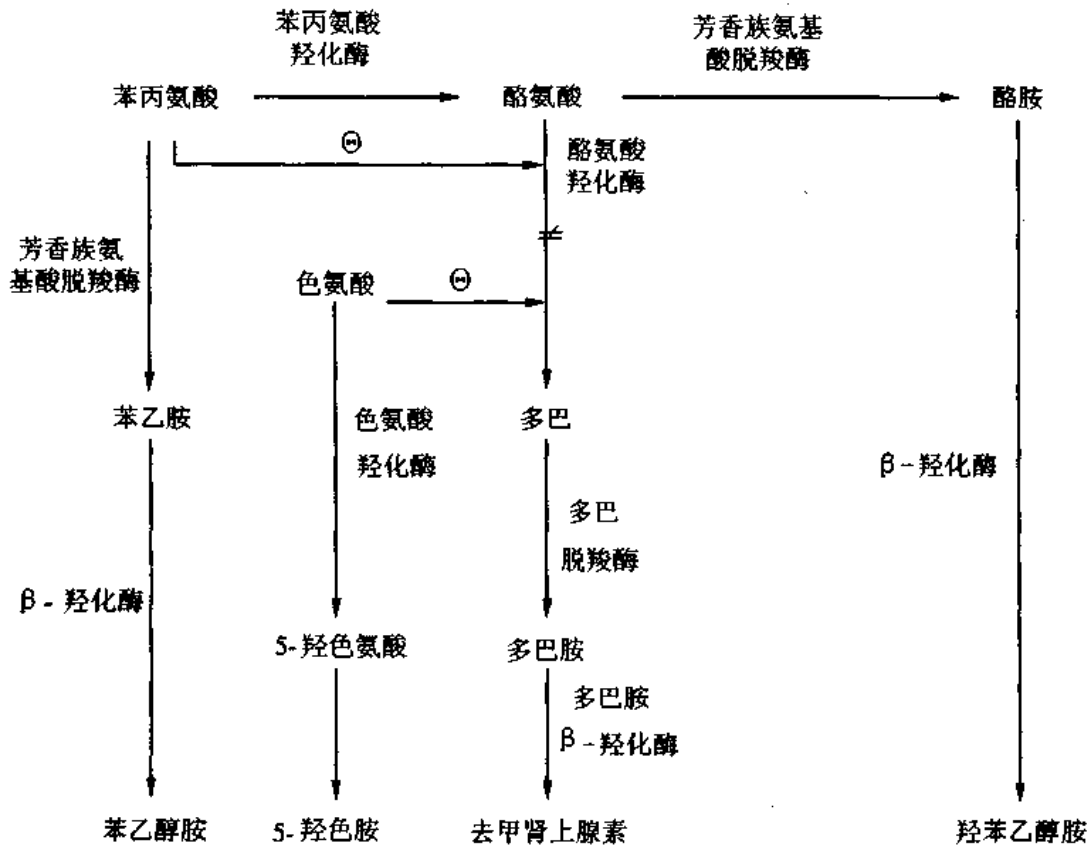 苯丙氨酸
羟化酶
芳香族氨基
酸脱羧酶
苯丙氨酸
酪氨酸
酪胺
Θ
酪氨酸
羟化酶
芳香族氨
基酸脱羧酶
色氨酸
Θ
苯乙胺
色氨酸
羟化酶
多巴
β-羟化酶
多巴
脱羧酶
β-羟化酶
5-羟色氨酸
多巴胺
多巴胺
β-羟化酶
苯乙醇胺
5-羟色胺
去甲肾上腺素
羟苯乙醇胺